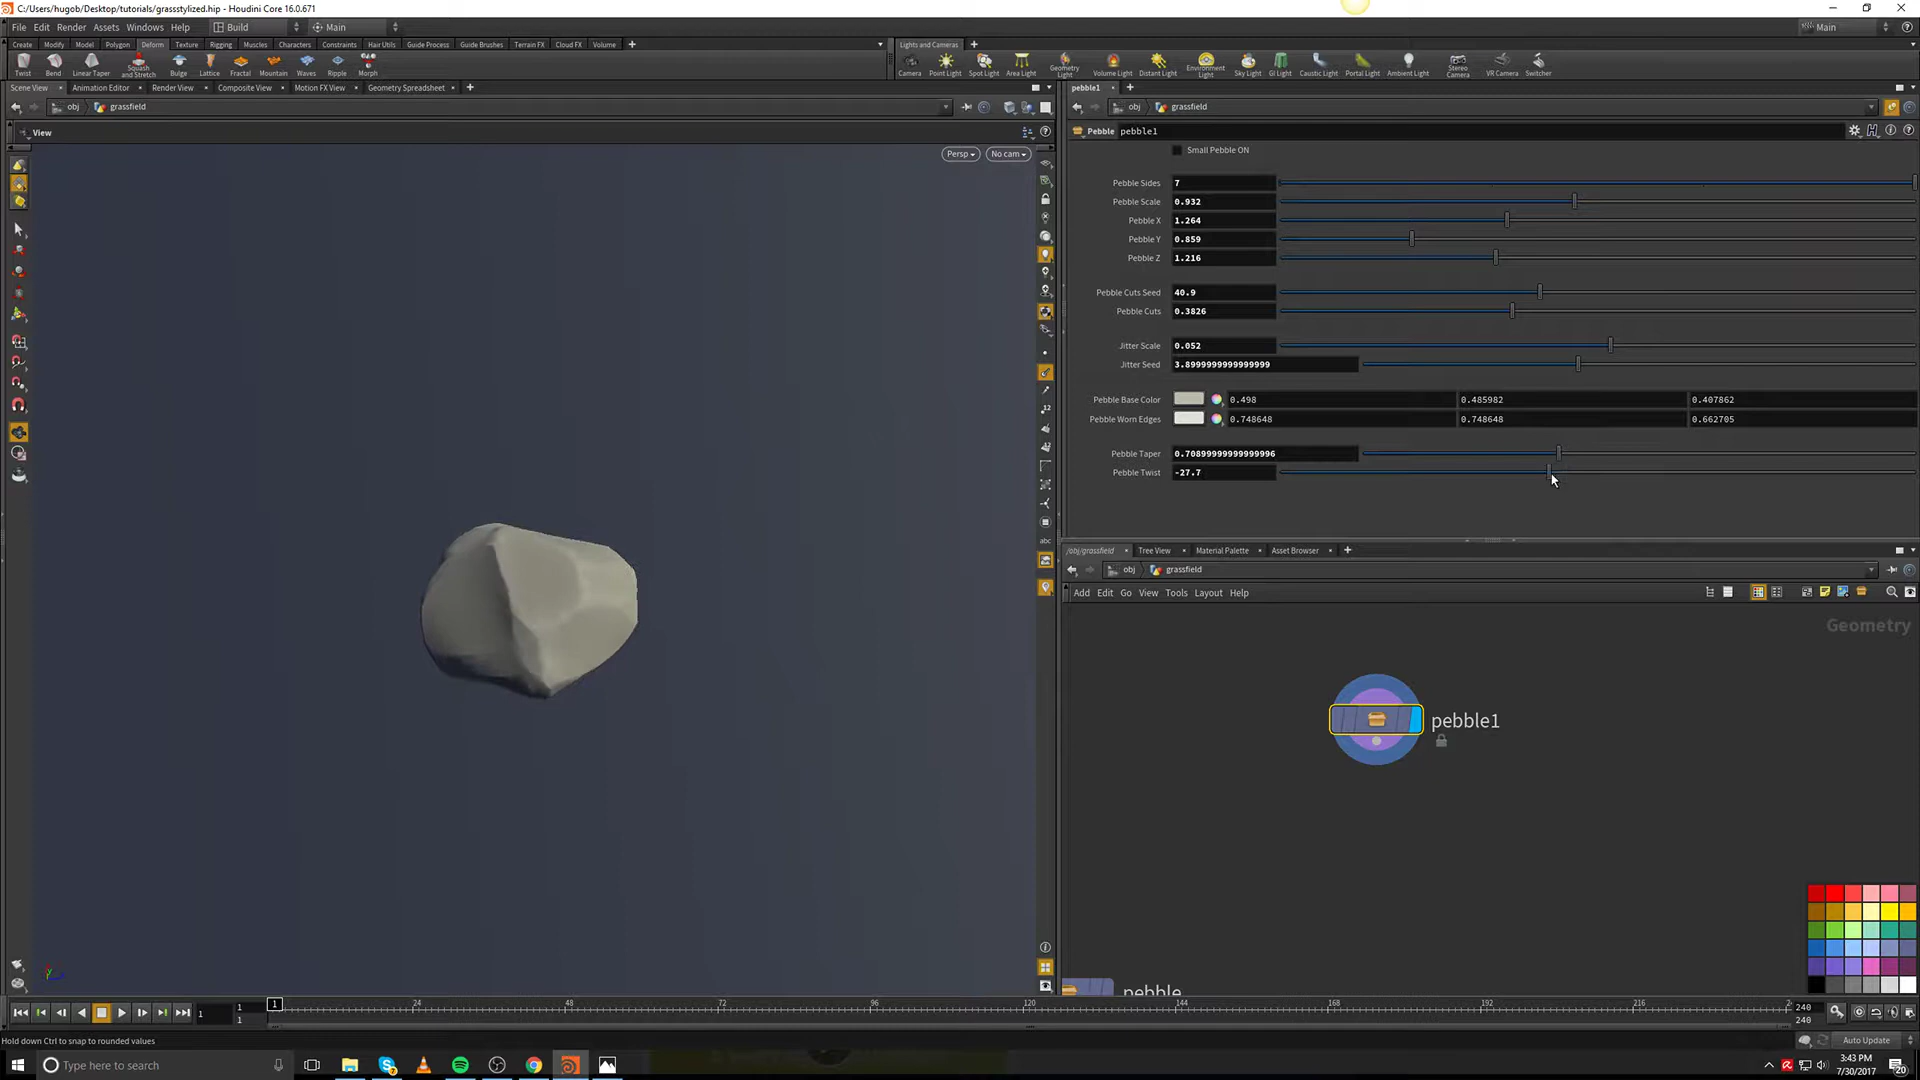 C:/Users/hugob/Desktop/tutorials/grassstylized.hip - Houdini Core 16.0.671
File Edit Render Assets Windows Help Build Main Main
Create Modify Model Polygon Deform Texture Rigging Muscles Characters Constraints Hair Utils Guide Process Guide Brushes Terrain FX Cloud FX Volume
Lights and Cameras
Twist Bend Linear Taper Squash and Stretch Bulge Lattice Fractal Mountain Waves Ripple Morph
Camera Point Light Spot Light Area Light Geometry Light Volume Light Distant Light Environment Light Sky Light GI Light Caustic Light Portal Light Ambient Light Stereo Camera VR Camera Switcher
Scene View Animation Editor Render View Composite View Motion FX View Geometry Spreadsheet
pebble1
obj grassfield
obj grassfield
View
Persp No cam
Pebble pebble1
Small Pebble ON
Pebble Sides 7
Pebble Scale 0.932
Pebble X 1.264
Pebble Y 0.859
Pebble Z 1.216
Pebble Cuts Seed 40.9
Pebble Cuts 0.3826
Jitter Scale 0.052
Jitter Seed 3.8999999999999999
Pebble Base Color 0.498 0.485982 0.407862
Pebble Worn Edges 0.748648 0.748648 0.662705
Pebble Taper 0.70899999999999996
Pebble Twist -27.7
/obj/grassfield Tree View Material Palette Asset Browser
obj grassfield
Add Edit Go View Tools Layout Help
Geometry
pebble1
pebble
abc
12
1 1 1 1 24 48 72 96 120 144 168 192 216 240 240
Hold down Ctrl to snap to rounded values
Auto Update
Type here to search
3:43 PM
7/30/2017
20